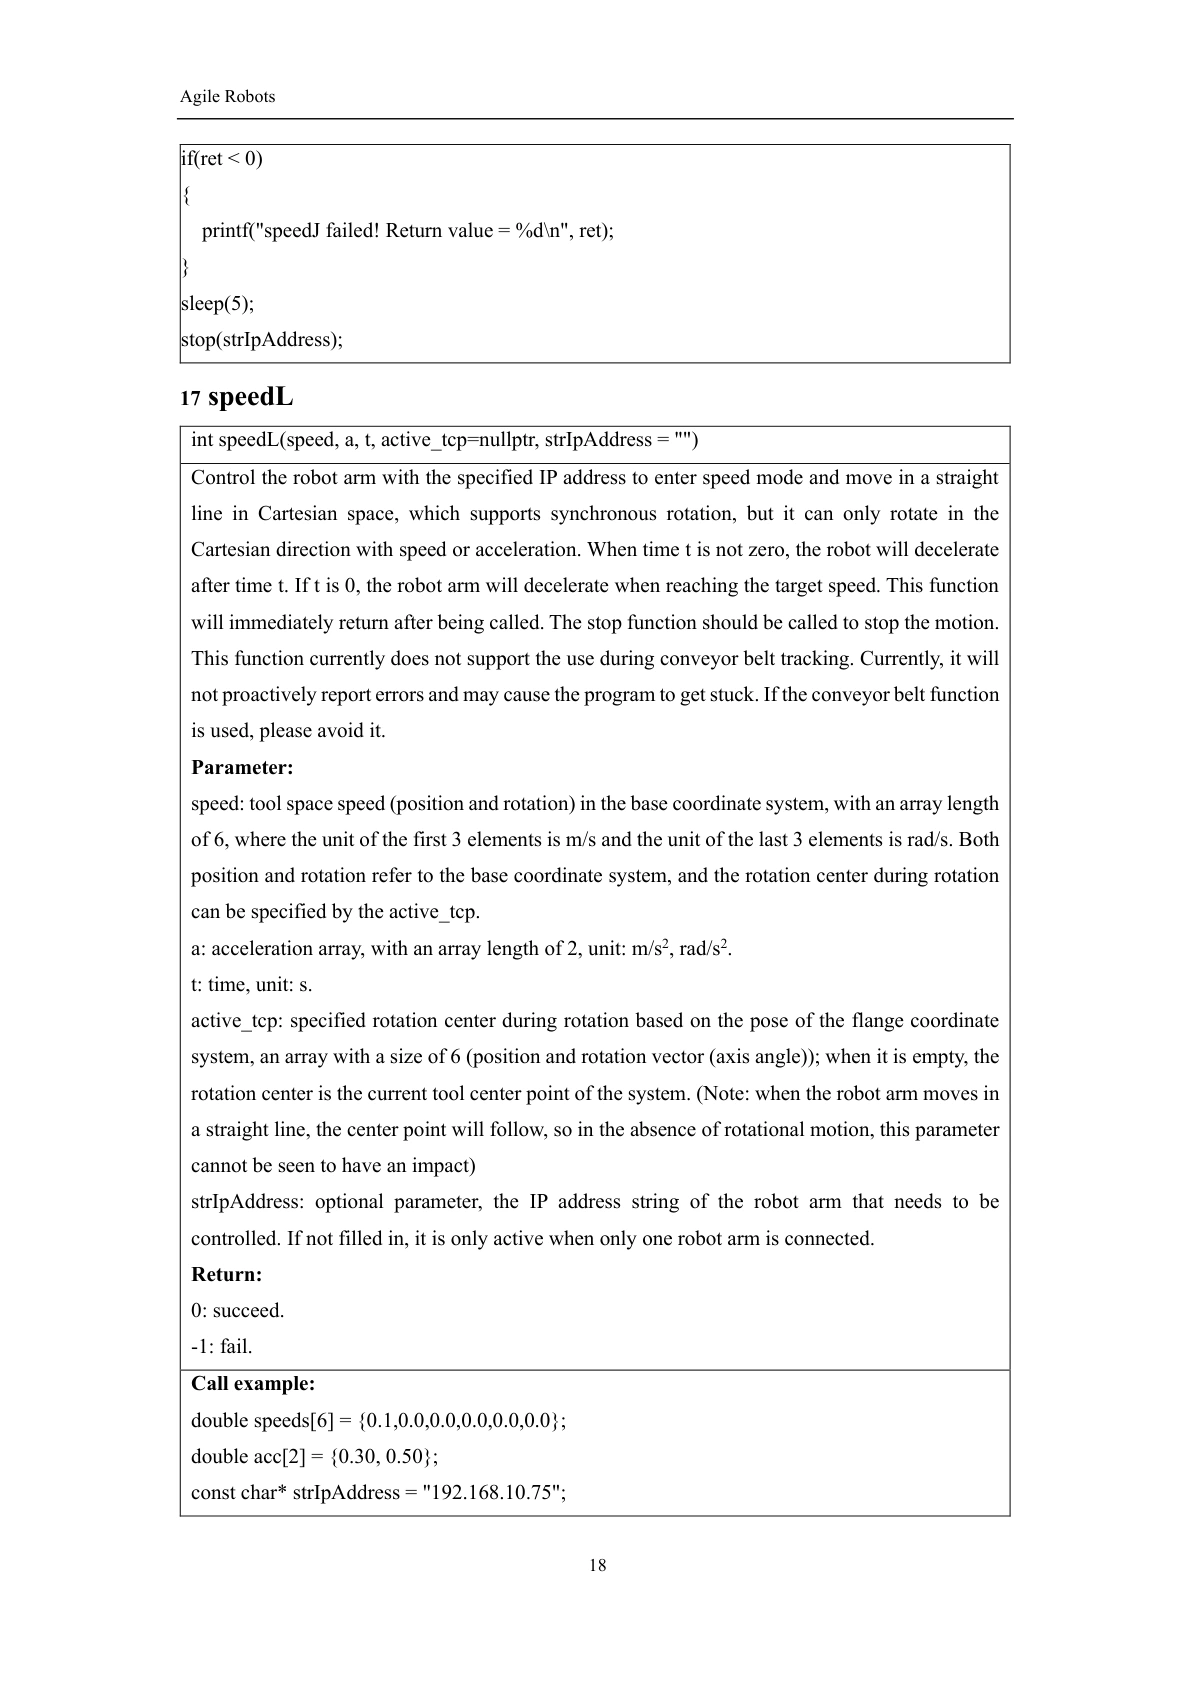 Agile Robots
if(ret < 0)
{
printf("speedJ failed! Return value = %d\n", ret);
}
sleep(5);
stop(strIpAddress);
17 speedL
int speedL(speed, a, t, active_tcp=nullptr, strIpAddress = "")
Control the robot arm with the specified IP address to enter speed mode and move in a straight
line in Cartesian space, which supports synchronous rotation, but it can only rotate in the
Cartesian direction with speed or acceleration. When time t is not zero, the robot will decelerate
after time t. If t is 0, the robot arm will decelerate when reaching the target speed. This function
will immediately return after being called. The stop function should be called to stop the motion.
This function currently does not support the use during conveyor belt tracking. Currently, it will
not proactively report errors and may cause the program to get stuck. If the conveyor belt function
is used, please avoid it.
Parameter:
speed: tool space speed (position and rotation) in the base coordinate system, with an array length
of 6, where the unit of the first 3 elements is m/s and the unit of the last 3 elements is rad/s. Both
position and rotation refer to the base coordinate system, and the rotation center during rotation
can be specified by the active_tcp.
a: acceleration array, with an array length of 2, unit: m/s², rad/s².
t: time, unit: s.
active_tcp: specified rotation center during rotation based on the pose of the flange coordinate
system, an array with a size of 6 (position and rotation vector (axis angle)); when it is empty, the
rotation center is the current tool center point of the system. (Note: when the robot arm moves in
a straight line, the center point will follow, so in the absence of rotational motion, this parameter
cannot be seen to have an impact)
strIpAddress: optional parameter, the IP address string of the robot arm that needs to be
controlled. If not filled in, it is only active when only one robot arm is connected.
Return:
0: succeed.
-1: fail.
Call example:
double speeds[6] = {0.1,0.0,0.0,0.0,0.0,0.0};
double acc[2] = {0.30, 0.50};
const char* strIpAddress = "192.168.10.75";
18